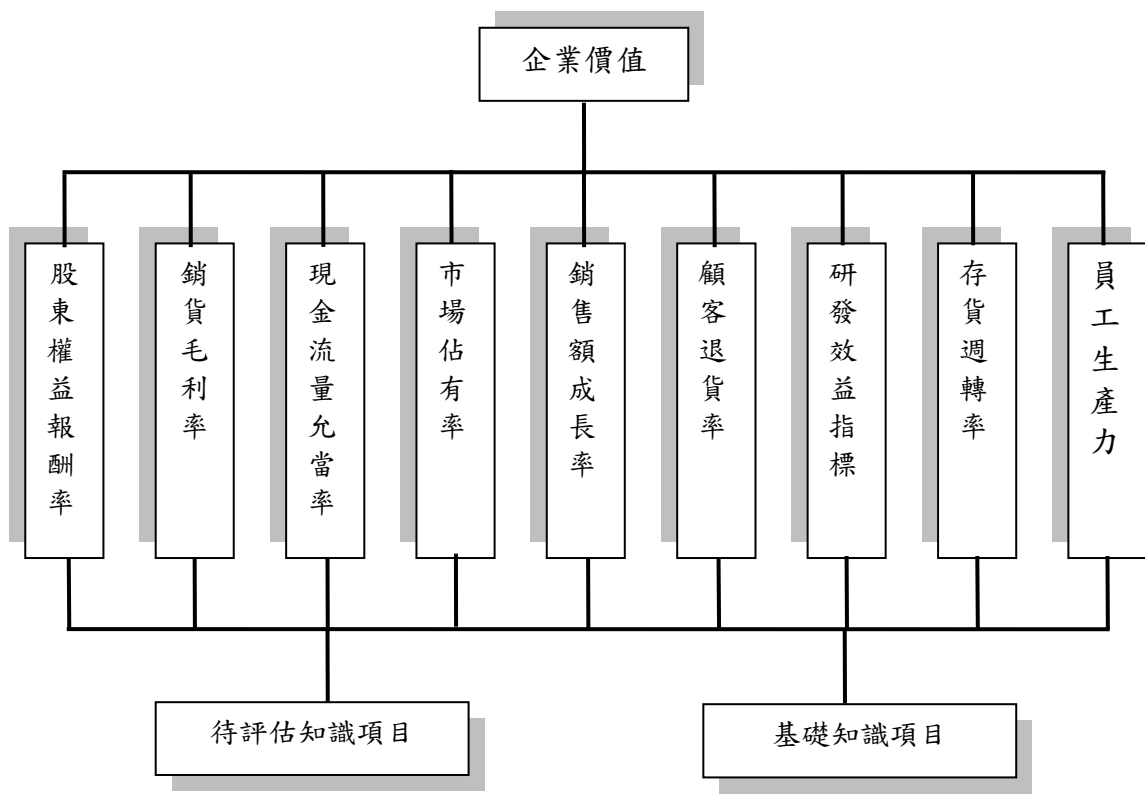 企業價值
股東權益報酬率
銷貨毛利率
現金流量允當率
市場佔有率
銷售額成長率
顧客退貨率
研發效益指標
存貨週轉率
員工生產力
待評估知識項目
基礎知識項目